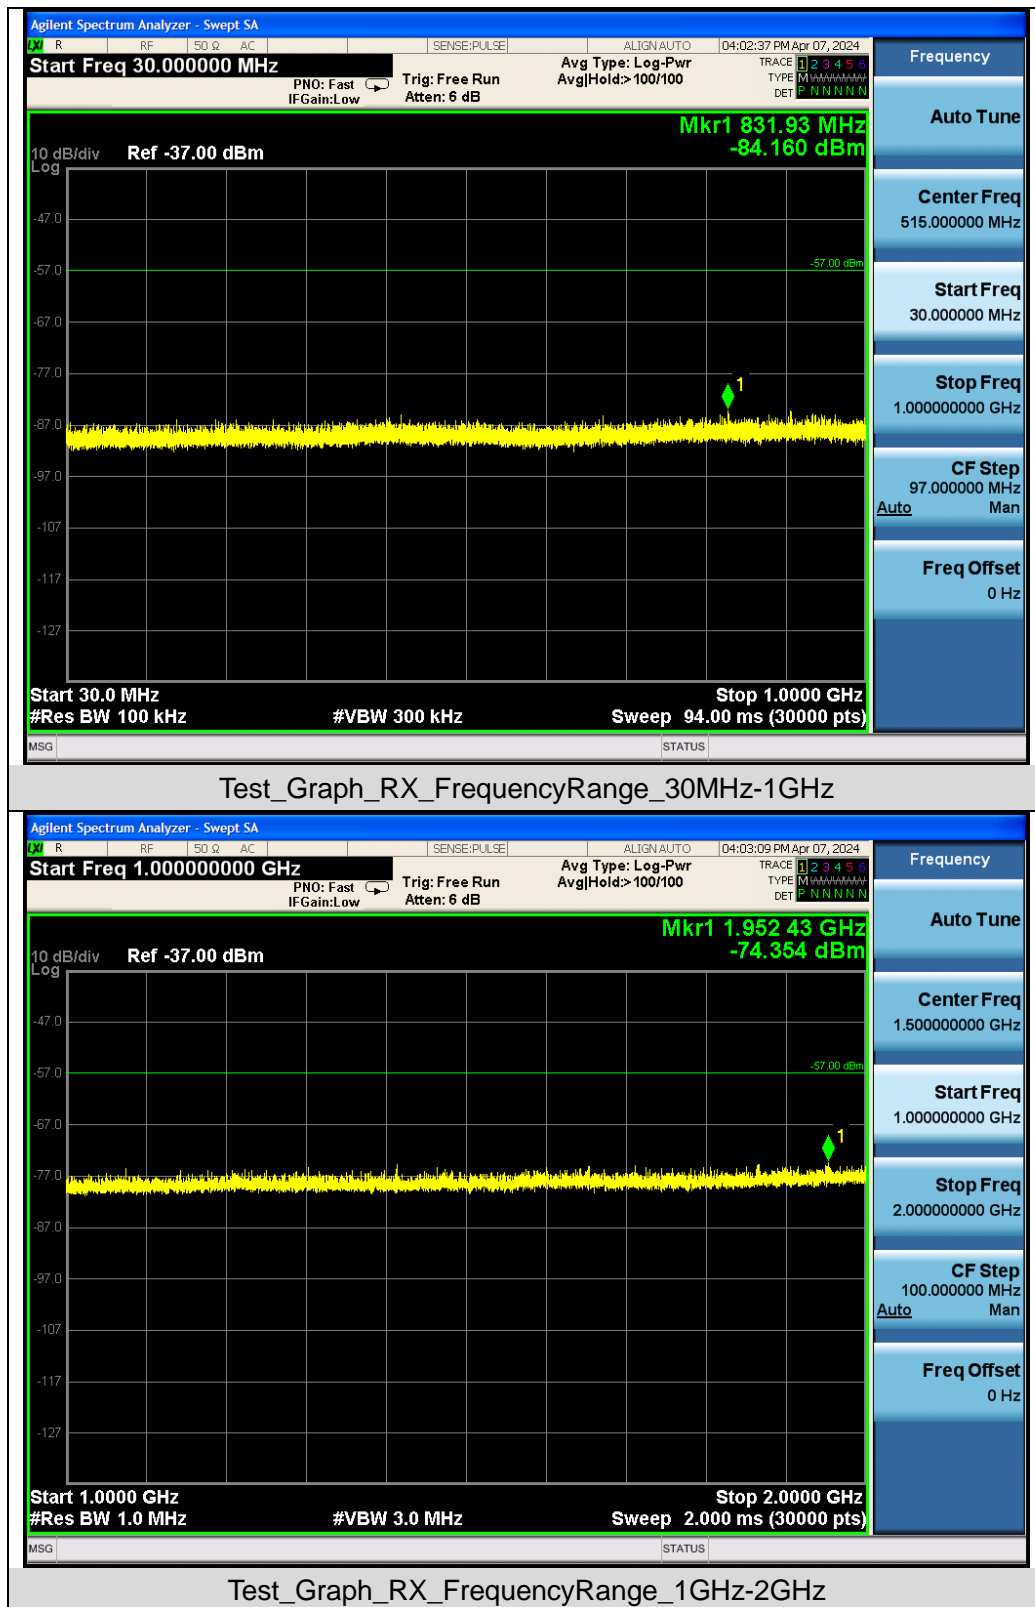 Agilent Spectrum Analyzer - Swept SA
LXI R RF 50 Ω AC SENSE:PULSE ALIGN AUTO 04:02:37 PM Apr 07, 2024
Start Freq 30.000000 MHz
PNO: Fast
IFGain:Low
Trig: Free Run
Atten: 6 dB
Avg Type: Log-Pwr
Avg|Hold:>100/100
TRACE 1 2 3 4 5 6
TYPE M
DET P N N N N N
Mkr1 831.93 MHz
-84.160 dBm
10 dB/div Ref -37.00 dBm
Log
-47.0
-57.0
-57.00 dBm
-67.0
-77.0
1
-87.0
-97.0
-107
-117
-127
Start 30.0 MHz Stop 1.0000 GHz
#Res BW 100 kHz #VBW 300 kHz Sweep 94.00 ms (30000 pts)
MSG STATUS
Frequency
Auto Tune
Center Freq
515.000000 MHz
Start Freq
30.000000 MHz
Stop Freq
1.000000000 GHz
CF Step
97.000000 MHz
Auto Man
Freq Offset
0 Hz
Test_Graph_RX_FrequencyRange_30MHz-1GHz
Agilent Spectrum Analyzer - Swept SA
LXI R RF 50 Ω AC SENSE:PULSE ALIGN AUTO 04:03:09 PM Apr 07, 2024
Start Freq 1.000000000 GHz
PNO: Fast
IFGain:Low
Trig: Free Run
Atten: 6 dB
Avg Type: Log-Pwr
Avg|Hold:>100/100
TRACE 1 2 3 4 5 6
TYPE M
DET P N N N N N
Mkr1 1.952 43 GHz
-74.354 dBm
10 dB/div Ref -37.00 dBm
Log
-47.0
-57.0
-57.00 dBm
-67.0
1
-77.0
-87.0
-97.0
-107
-117
-127
Start 1.0000 GHz Stop 2.0000 GHz
#Res BW 1.0 MHz #VBW 3.0 MHz Sweep 2.000 ms (30000 pts)
MSG STATUS
Frequency
Auto Tune
Center Freq
1.500000000 GHz
Start Freq
1.000000000 GHz
Stop Freq
2.000000000 GHz
CF Step
100.000000 MHz
Auto Man
Freq Offset
0 Hz
Test_Graph_RX_FrequencyRange_1GHz-2GHz